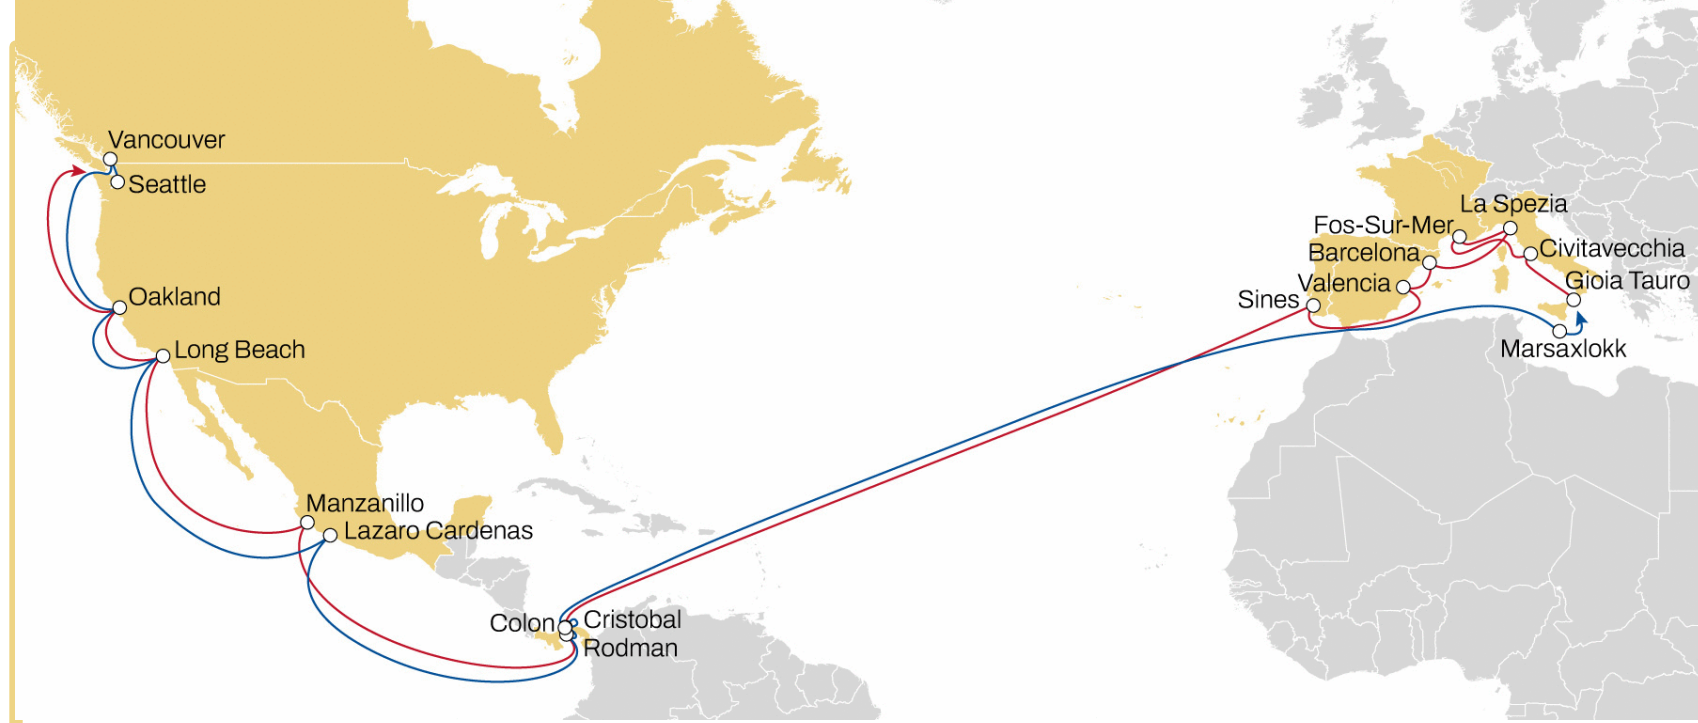 Vancouver
Seattle
Oakland
Long Beach
Manzanillo
Lazaro Cardenas
Colon
Cristobal
Rodman
La Spezia
Fos-Sur-Mer
Civitavecchia
Barcelona
Gioia Tauro
Valencia
Sines
Marsaxlokk